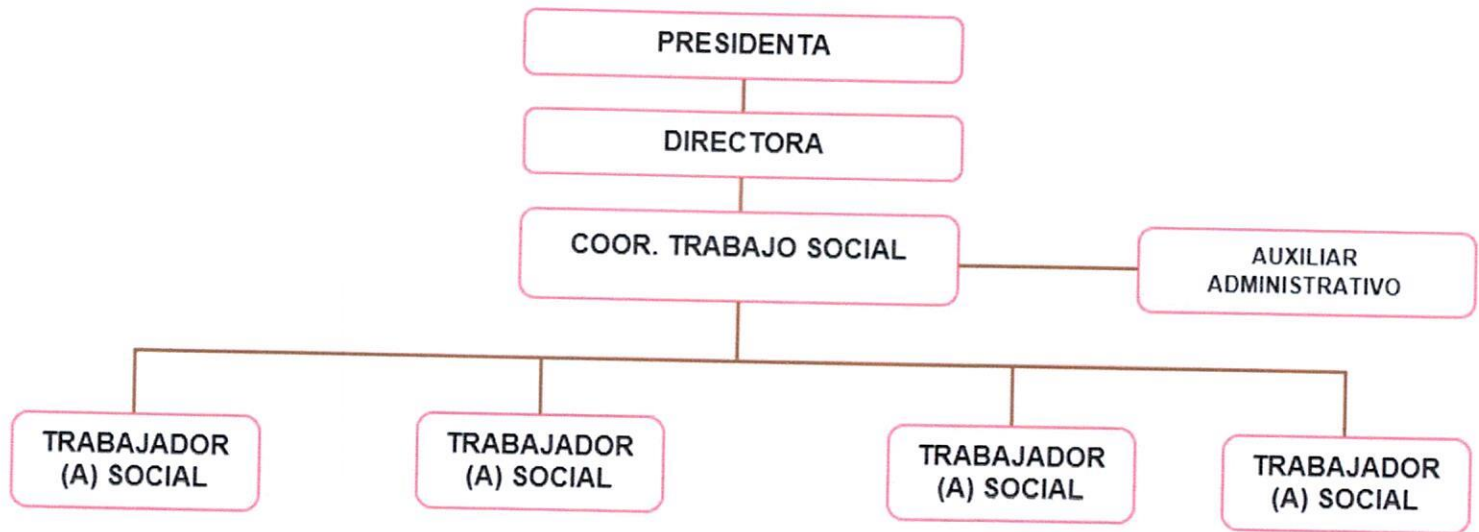 PRESIDENTA
DIRECTORA
COOR. TRABAJO SOCIAL
AUXILIAR
ADMINISTRATIVO
TRABAJADOR
(A) SOCIAL
TRABAJADOR
(A) SOCIAL
TRABAJADOR
(A) SOCIAL
TRABAJADOR
(A) SOCIAL